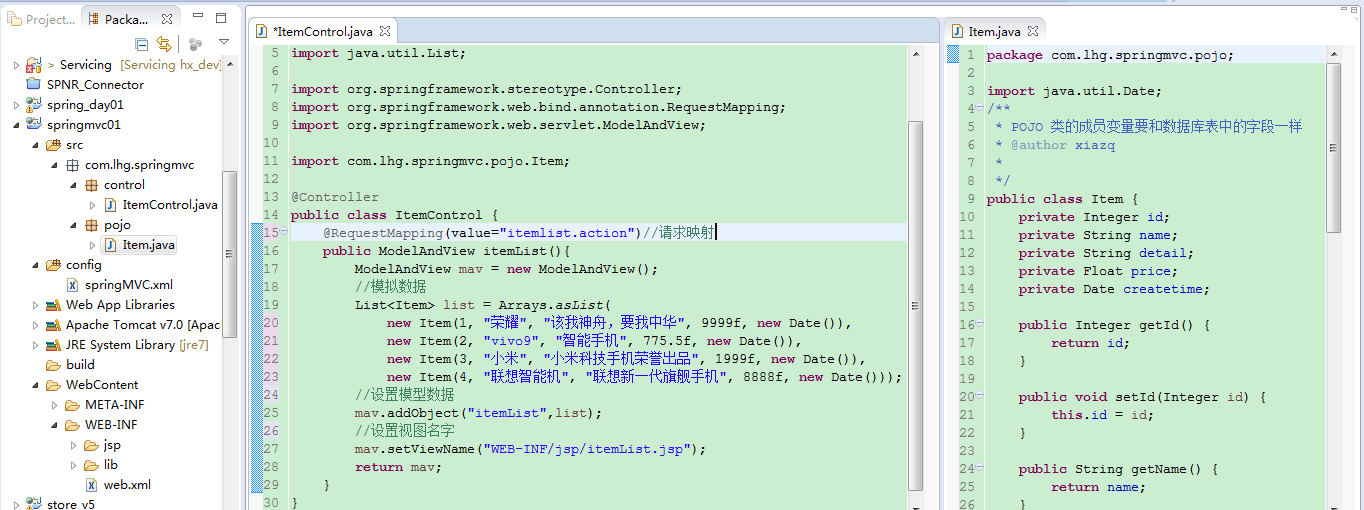 Project...
Packa...
> Servicing [Servicing hx_dev]
SPNR_Connector
spring_day01
springmvc01
src
com.lhg.springmvc
control
ItemControl.java
pojo
Item.java
config
springMVC.xml
Web App Libraries
Apache Tomcat v7.0 [Apac
JRE System Library [jre7]
build
WebContent
META-INF
WEB-INF
jsp
lib
web.xml
store v5
*ItemControl.java
5 import java.util.List;
6
7 import org.springframework.stereotype.Controller;
8 import org.springframework.web.bind.annotation.RequestMapping;
9 import org.springframework.web.servlet.ModelAndView;
10
11 import com.lhg.springmvc.pojo.Item;
12
13 @Controller
14 public class ItemControl {
15 @RequestMapping(value="itemlist.action")//请求映射
16 public ModelAndView itemList(){
17 ModelAndView mav = new ModelAndView();
18 //模拟数据
19 List<Item> list = Arrays.asList(
20 new Item(1, "荣耀", "该我神舟，要我中华", 9999f, new Date()),
21 new Item(2, "vivo9", "智能手机", 775.5f, new Date()),
22 new Item(3, "小米", "小米科技手机荣誉出品", 1999f, new Date()),
23 new Item(4, "联想智能机", "联想新一代旗舰手机", 8888f, new Date()));
24 //设置模型数据
25 mav.addObject("itemList",list);
26 //设置视图名字
27 mav.setViewName("WEB-INF/jsp/itemList.jsp");
28 return mav;
29 }
30 }
Item.java
1 package com.lhg.springmvc.pojo;
2
3 import java.util.Date;
4 /**
5 * POJO 类的成员变量要和数据库表中的字段一样
6 * @author xiazq
7 *
8 */
9 public class Item {
10 private Integer id;
11 private String name;
12 private String detail;
13 private Float price;
14 private Date createtime;
15
16 public Integer getId() {
17 return id;
18 }
19
20 public void setId(Integer id) {
21 this.id = id;
22 }
23
24 public String getName() {
25 return name;
26 }